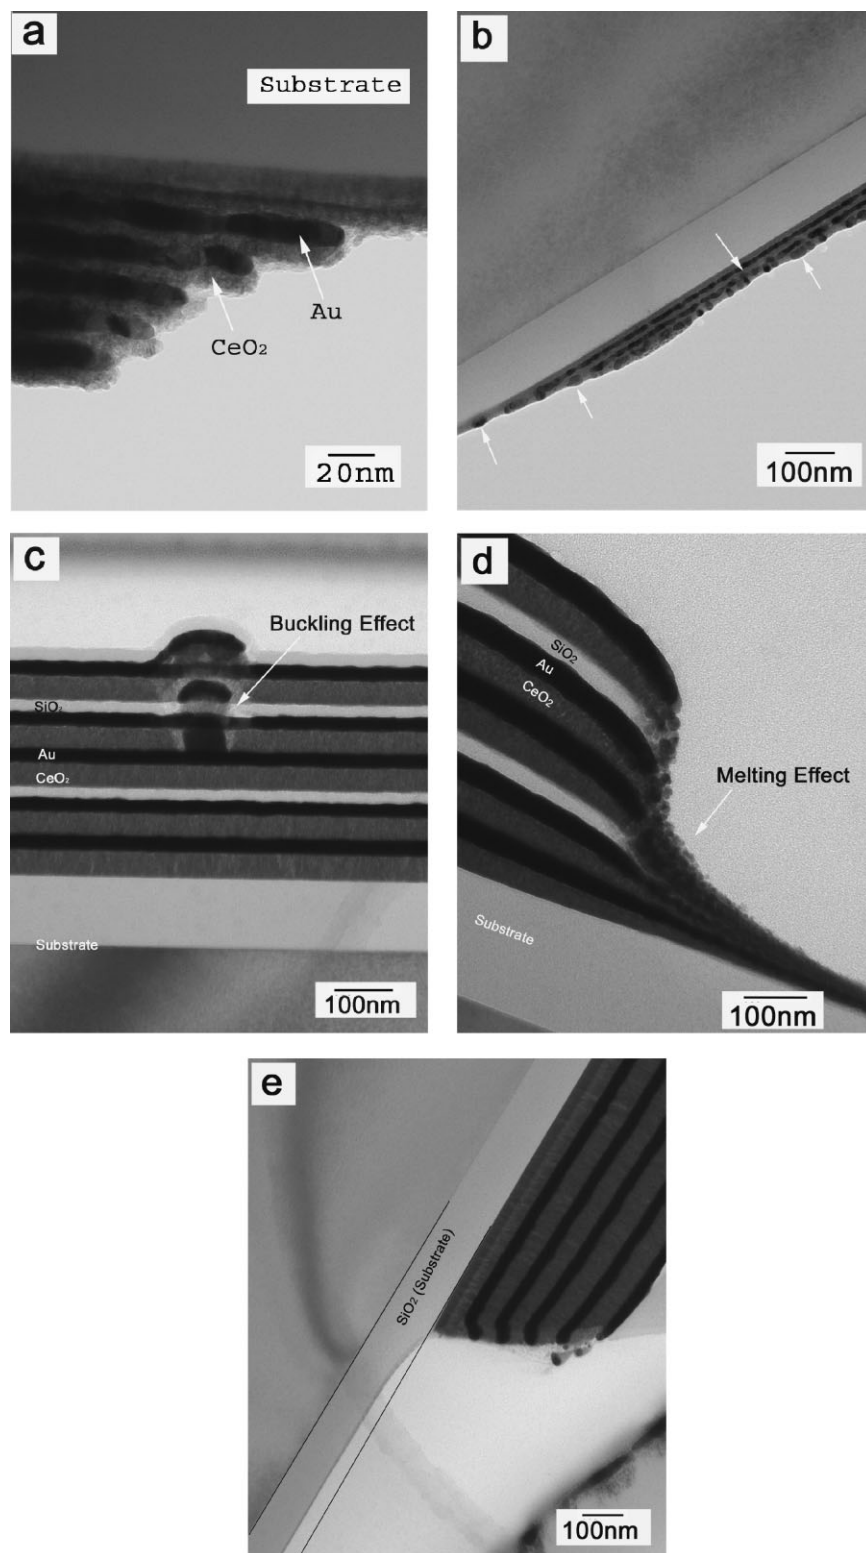 a
Substrate
Au
CeO₂
20nm
b
100nm
c
Buckling Effect
SiO₂
Au
CeO₂
Substrate
100nm
d
SiO₂
Au
CeO₂
Melting Effect
Substrate
100nm
e
SiO₂ (Substrate)
100nm